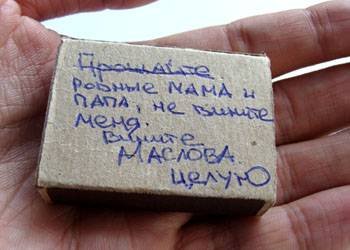 Прощайте
родные мама и
папа, не вините
меня.
Вините
Маслова.
Целую